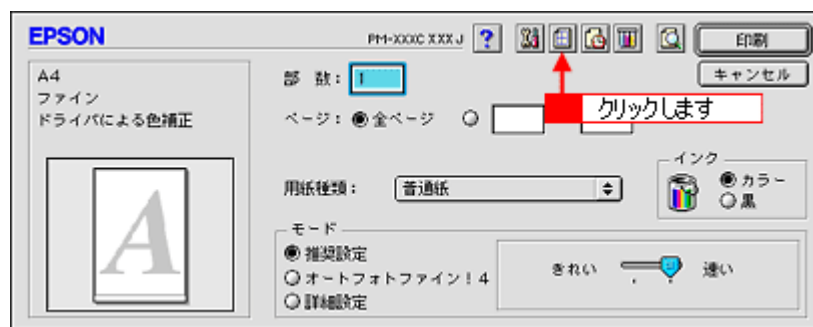 EPSON
PM-XXXC XXX J
?
印刷
A4
ファイン
ドライバによる色補正
部 数：1
キャンセル
ページ：全ページ
クリックします
用紙種類：普通紙
インク
カラー
黒
モード
推奨設定
オートフォトファイン！4
詳細設定
きれい
速い
A